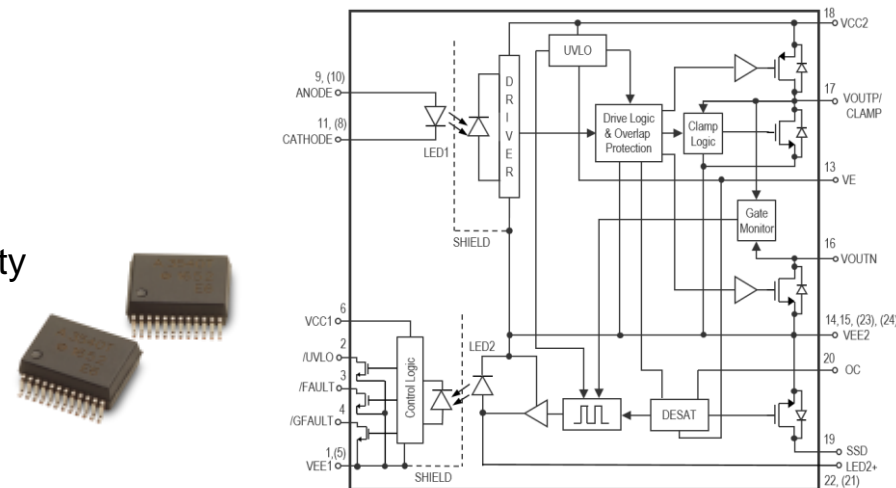 ty
18
VCC2
UVLO
9, (10)
ANODE
D
R
I
V
E
R
17
VOUTP/
CLAMP
11, (8)
CATHODE
LED1
Drive Logic
& Overlap
Protection
Clamp
Logic
13
VE
SHIELD
Gate
Monitor
16
VOUTN
6
VCC1
LED2
14,15, (23), (24)
VEE2
2
/UVLO
3
/FAULT
4
/GFAULT
Control Logic
20
OC
DESAT
1,(5)
VEE1
SHIELD
19
SSD
LED2+
22, (21)